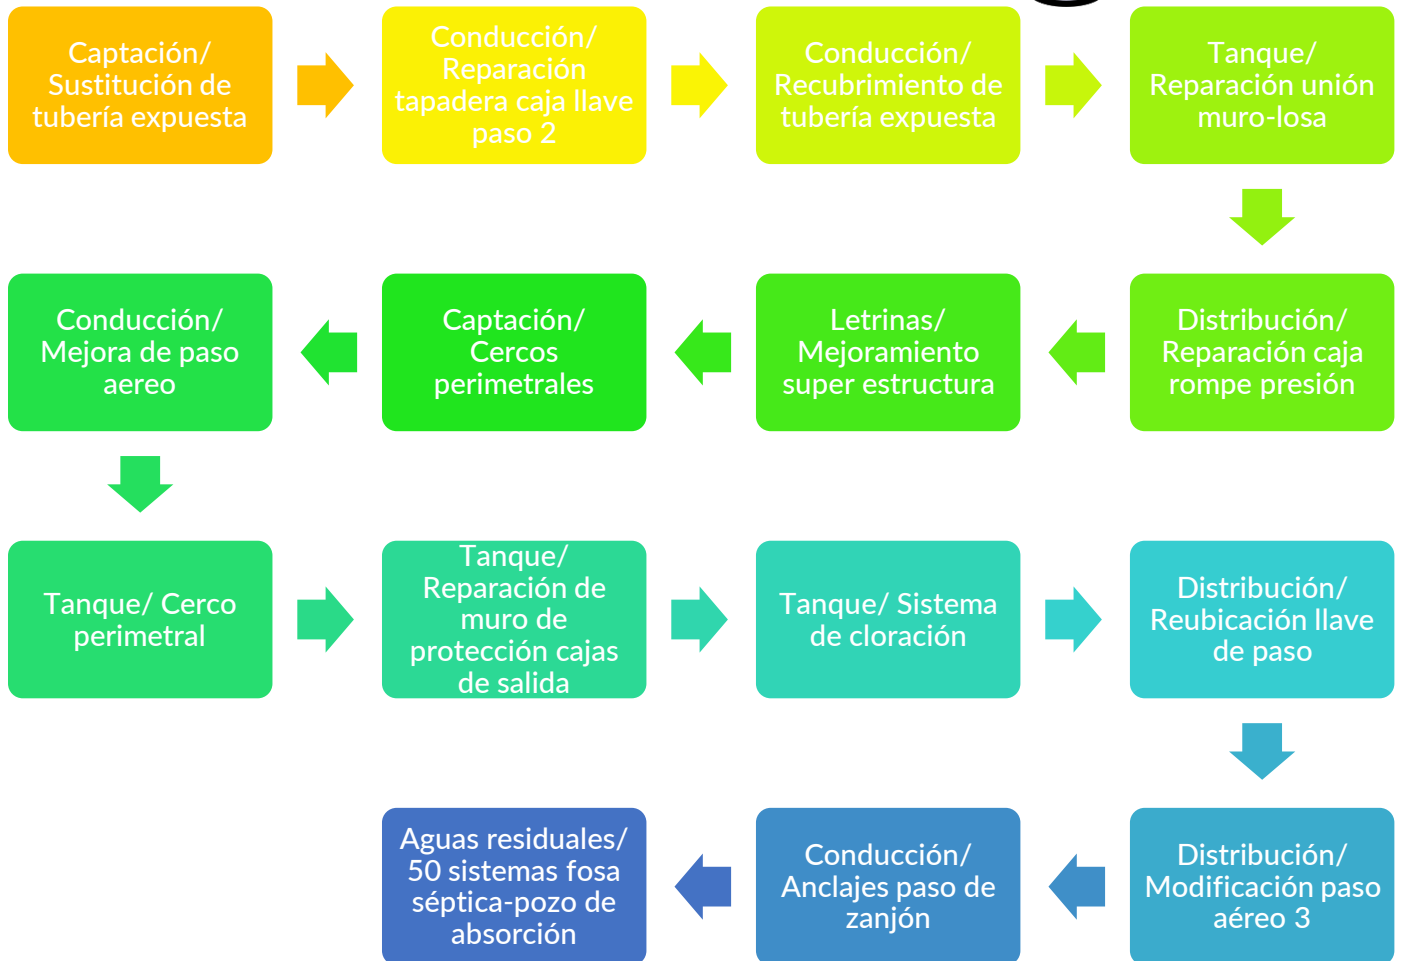 Captación/
Sustitución de
tubería expuesta
Conducción/
Reparación
tapadera caja llave
paso 2
Conducción/
Recubrimiento de
tubería expuesta
Tanque/
Reparación unión
muro-losa
Distribución/
Reparación caja
rompe presión
Letrinas/
Mejoramiento
super estructura
Captación/
Cercos
perimetrales
Conducción/
Mejora de paso
aereo
Tanque/ Cerco
perimetral
Tanque/
Reparación de
muro de
protección cajas
de salida
Tanque/ Sistema
de cloración
Distribución/
Reubicación llave
de paso
Distribución/
Modificación paso
aéreo 3
Conducción/
Anclajes paso de
zanjón
Aguas residuales/
50 sistemas fosa
séptica-pozo de
absorción